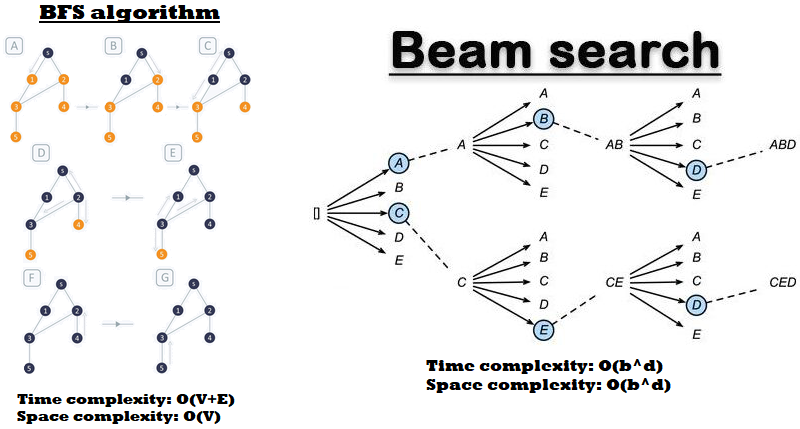 BFS algorithm
A B C
s s s
1 2 1 2 1 2
3 4 3 4 3 4
5 5 5
D E
s s
1 2 1 2
3 4 3 4
5 5
F G
s s
1 2 1 2
3 4 3 4
5 5
Time complexity: O(V+E)
Space complexity: O(V)
Beam search
[]
A
B
C
D
E
A
A
B
C
D
E
C
A
B
C
D
E
AB
A
B
C
D
E
CE
A
B
C
D
E
ABD
CED
Time complexity: O(b^d)
Space complexity: O(b^d)